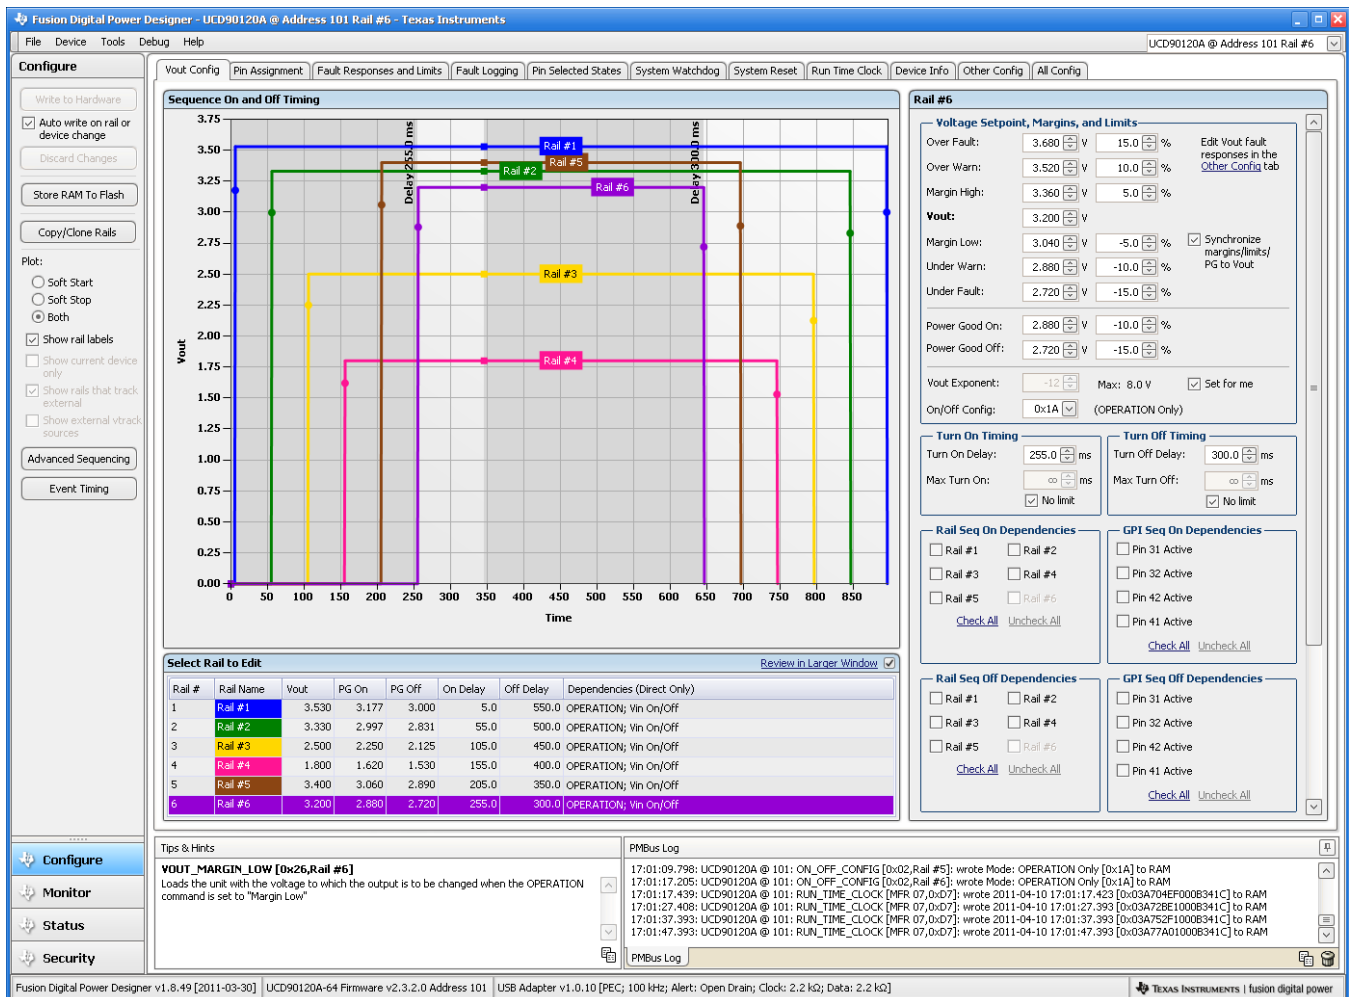 Fusion Digital Power Designer - UCD90120A @ Address 101 Rail #6 - Texas Instruments
File Device Tools Debug Help
UCD90120A @ Address 101 Rail #6
Configure
Write to Hardware
Auto write on rail or
device change
Discard Changes
Store RAM To Flash
Copy/Clone Rails
Plot:
Soft Start
Soft Stop
Both
Show rail labels
Show current device
only
Show rails that track
external
Show external vtrack
sources
Advanced Sequencing
Event Timing
Vout Config Pin Assignment Fault Responses and Limits Fault Logging Pin Selected States System Watchdog System Reset Run Time Clock Device Info Other Config All Config
Sequence On and Off Timing
3.75
3.50
3.25
3.00
2.75
2.50
2.25
2.00
1.75
1.50
1.25
1.00
0.75
0.50
0.25
0.00
Vout
Delay 255.0 ms
Delay 300.0 ms
Rail #1
Rail #5
Rail #2
Rail #6
Rail #3
Rail #4
0 50 100 150 200 250 300 350 400 450 500 550 600 650 700 750 800 850
Time
Select Rail to Edit
Review in Larger Window
Rail # Rail Name Vout PG On PG Off On Delay Off Delay Dependencies (Direct Only)
1 Rail #1 3.530 3.177 3.000 5.0 550.0 OPERATION; Vin On/Off
2 Rail #2 3.330 2.997 2.831 55.0 500.0 OPERATION; Vin On/Off
3 Rail #3 2.500 2.250 2.125 105.0 450.0 OPERATION; Vin On/Off
4 Rail #4 1.800 1.620 1.530 155.0 400.0 OPERATION; Vin On/Off
5 Rail #5 3.400 3.060 2.890 205.0 350.0 OPERATION; Vin On/Off
6 Rail #6 3.200 2.880 2.720 255.0 300.0 OPERATION; Vin On/Off
Rail #6
Voltage Setpoint, Margins, and Limits
Over Fault: 3.680 V 15.0 %
Over Warn: 3.520 V 10.0 %
Margin High: 3.360 V 5.0 %
Edit Vout fault
responses in the
Other Config tab
Vout: 3.200 V
Margin Low: 3.040 V -5.0 %
Under Warn: 2.880 V -10.0 %
Under Fault: 2.720 V -15.0 %
Synchronize
margins/limits/
PG to Vout
Power Good On: 2.880 V -10.0 %
Power Good Off: 2.720 V -15.0 %
Vout Exponent: -12 Max: 8.0 V Set for me
On/Off Config: 0x1A (OPERATION Only)
Turn On Timing
Turn On Delay: 255.0 ms
Max Turn On: ∞ ms
No limit
Turn Off Timing
Turn Off Delay: 300.0 ms
Max Turn Off: ∞ ms
No limit
Rail Seq On Dependencies
Rail #1 Rail #2
Rail #3 Rail #4
Rail #5 Rail #6
Check All Uncheck All
GPI Seq On Dependencies
Pin 31 Active
Pin 32 Active
Pin 42 Active
Pin 41 Active
Check All Uncheck All
Rail Seq Off Dependencies
Rail #1 Rail #2
Rail #3 Rail #4
Rail #5 Rail #6
Check All Uncheck All
GPI Seq Off Dependencies
Pin 31 Active
Pin 32 Active
Pin 42 Active
Pin 41 Active
Check All Uncheck All
Configure
Monitor
Status
Security
Tips & Hints
VOUT_MARGIN_LOW [0x26,Rail #6]
Loads the unit with the voltage to which the output is to be changed when the OPERATION
command is set to "Margin Low"
PMBus Log
17:01:09.798: UCD90120A @ 101: ON_OFF_CONFIG [0x02,Rail #5]: wrote Mode: OPERATION Only [0x1A] to RAM
17:01:17.205: UCD90120A @ 101: ON_OFF_CONFIG [0x02,Rail #6]: wrote Mode: OPERATION Only [0x1A] to RAM
17:01:17.439: UCD90120A @ 101: RUN_TIME_CLOCK [MFR 07,0xD7]: wrote 2011-04-10 17:01:17.423 [0x03A704EF000B341C] to RAM
17:01:27.408: UCD90120A @ 101: RUN_TIME_CLOCK [MFR 07,0xD7]: wrote 2011-04-10 17:01:27.393 [0x03A72BE1000B341C] to RAM
17:01:37.393: UCD90120A @ 101: RUN_TIME_CLOCK [MFR 07,0xD7]: wrote 2011-04-10 17:01:37.393 [0x03A752F1000B341C] to RAM
17:01:47.393: UCD90120A @ 101: RUN_TIME_CLOCK [MFR 07,0xD7]: wrote 2011-04-10 17:01:47.393 [0x03A77A01000B341C] to RAM
PMBus Log
Fusion Digital Power Designer v1.8.49 [2011-03-30] UCD90120A-64 Firmware v2.3.2.0 Address 101 USB Adapter v1.0.10 [PEC; 100 kHz; Alert: Open Drain; Clock: 2.2 kΩ; Data: 2.2 kΩ]
TEXAS INSTRUMENTS | fusion digital power